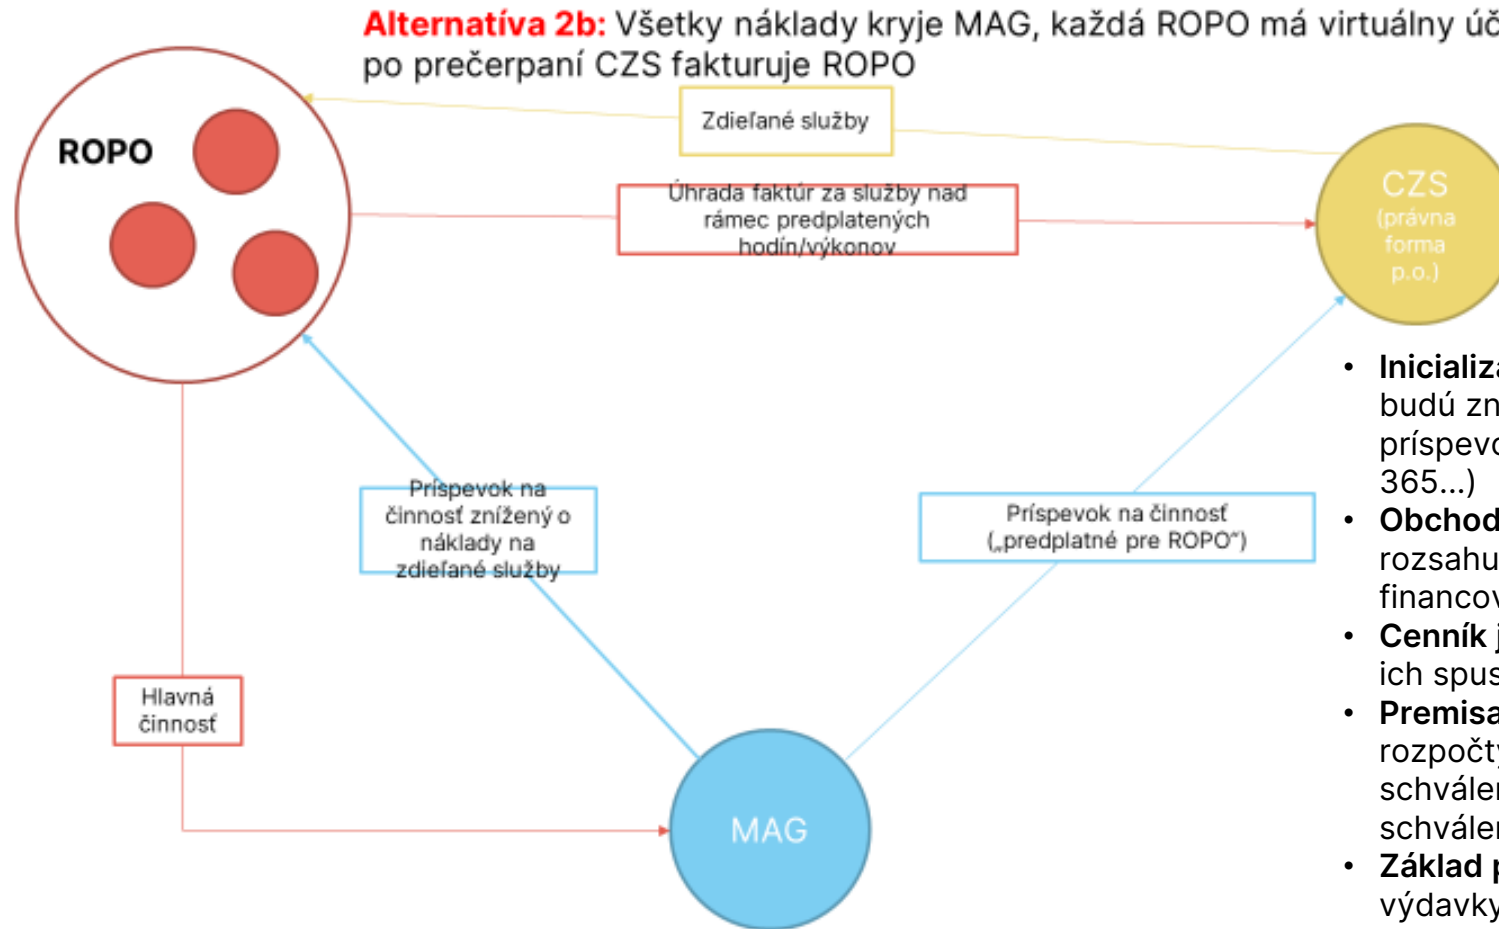 Alternatíva 2b: Všetky náklady kryje MAG, každá ROPO má virtuálny úč
po prečerpaní CZS fakturuje ROPO
Zdieľané služby
ROPO
Úhrada faktúr za služby nad
rámec predplatených
hodín/výkonov
CZS
(právna
forma
p.o.)
Príspevok na
činnosť znížený o
náklady na
zdieľané služby
Príspevok na činnosť
(„predplatné pre ROPO“)
Hlavná
činnosť
MAG
• Inicializa
budú zn
príspevo
365...)
• Obchod
rozsahu
financov
• Cenník j
ich spus
• Premisa
rozpočty
schválen
schválen
• Základ p
výdavky